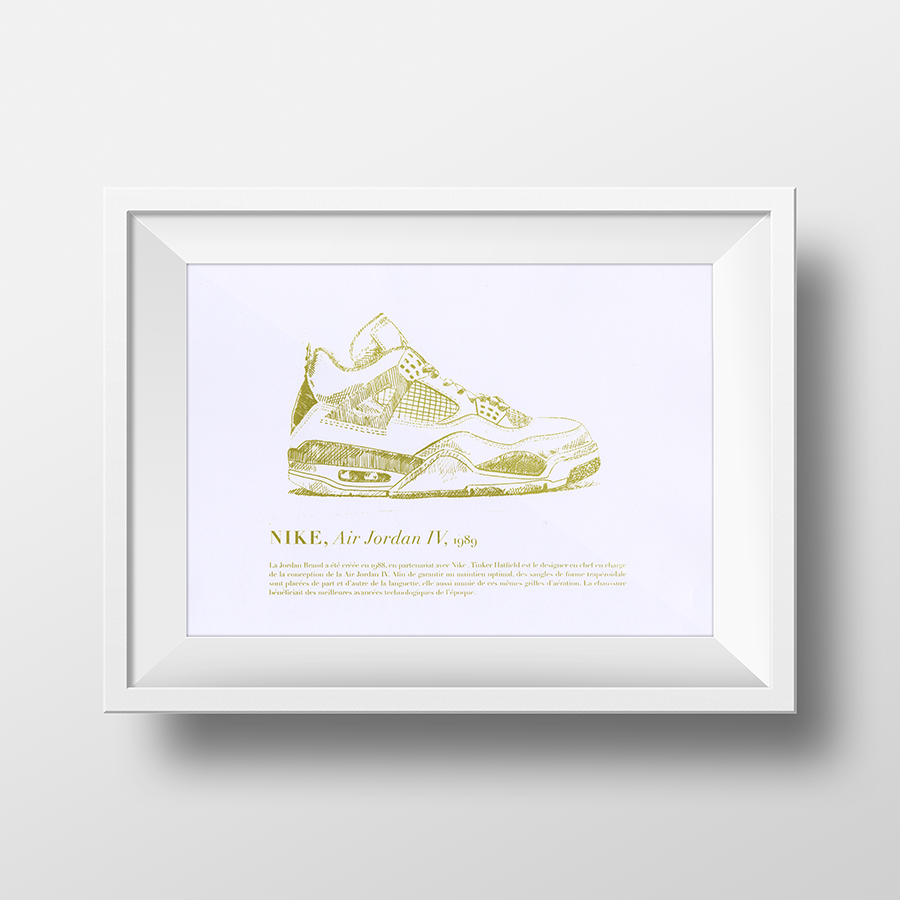 NIKE, Air Jordan IV, 1989
La Jordan Brand a été créée en 1988, en partenariat avec Nike . Tinker Hatfield est le designer en chef en charge
de la conception de la Air Jordan IV. Afin de garantir un maintien optimal, des sangles de forme trapézoïdale
sont placées de part et d'autre de la languette, elle aussi munie de ces mêmes grilles d'aération. La chaussure
bénéficiait des meilleures avancées technologiques de l'époque.